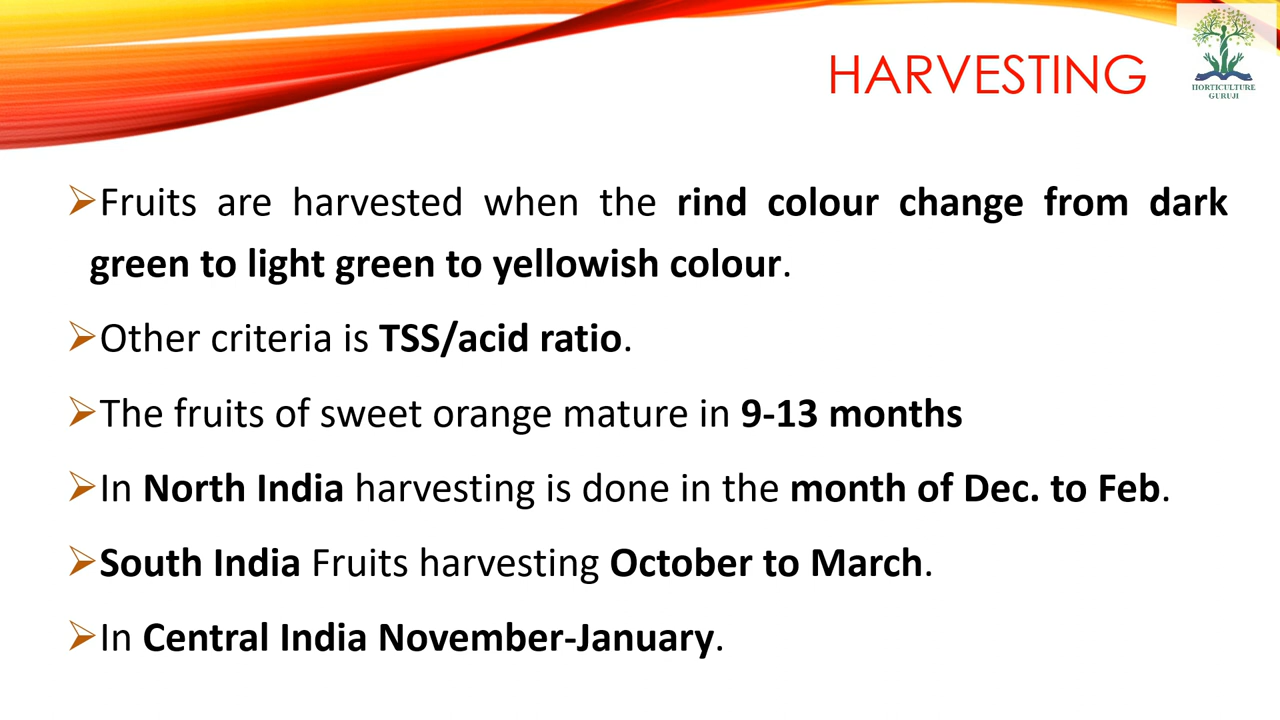 HARVESTING
HORTICULTURE
GURUJI
➢Fruits are harvested when the rind colour change from dark
green to light green to yellowish colour.
➢Other criteria is TSS/acid ratio.
➢The fruits of sweet orange mature in 9-13 months
➢In North India harvesting is done in the month of Dec. to Feb.
➢South India Fruits harvesting October to March.
➢In Central India November-January.